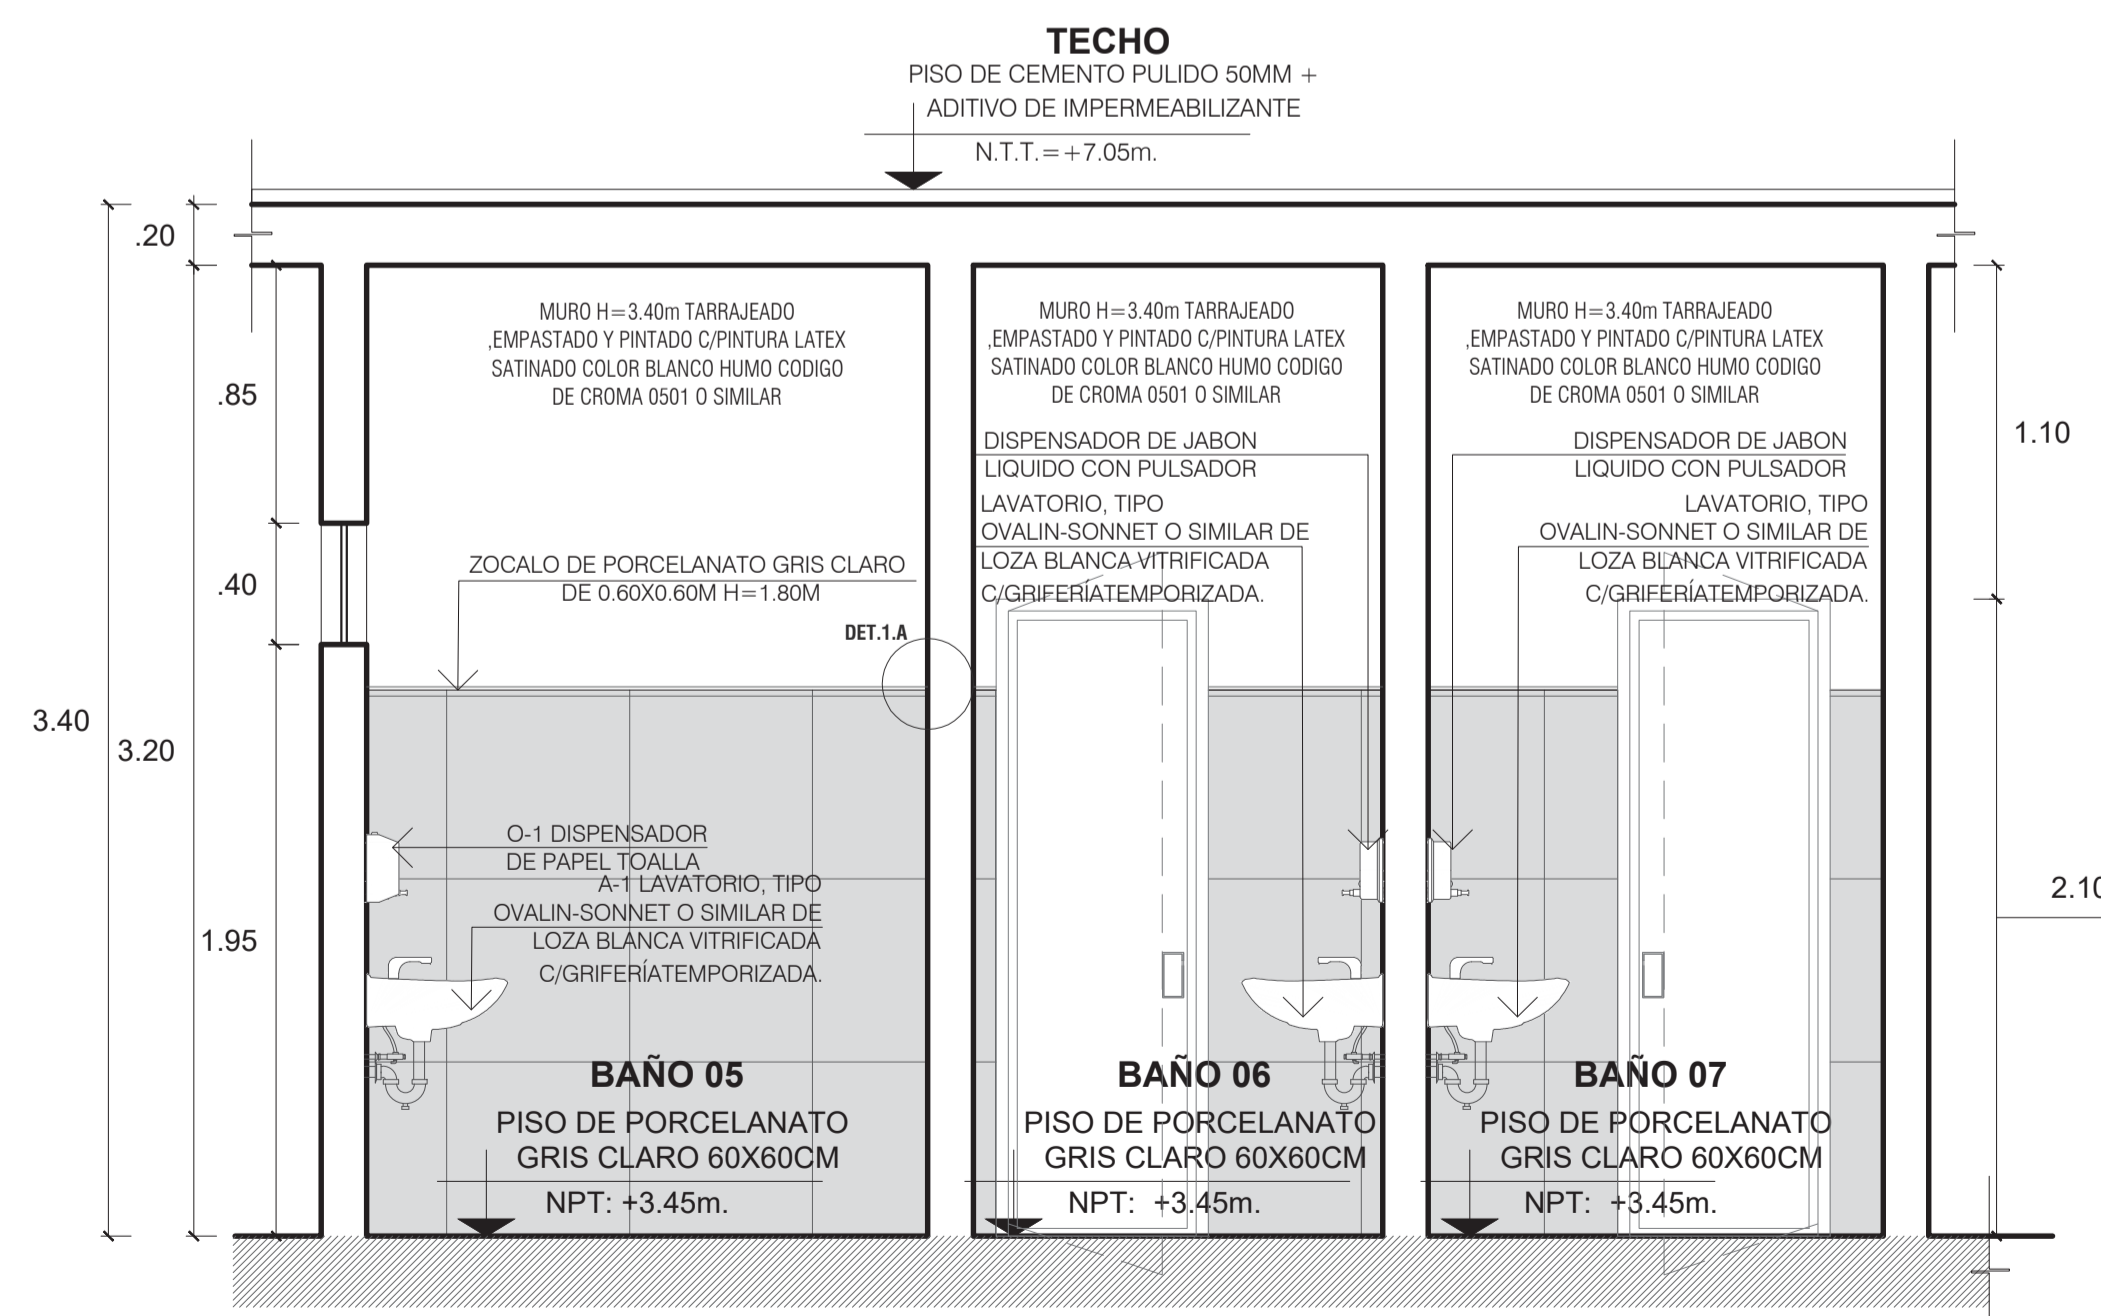 TECHO
PISO DE CEMENTO PULIDO 50MM +
ADITIVO DE IMPERMEABILIZANTE
N.T.T.=+7.05m.
.20
.85
.40
1.95
3.40
3.20
1.10
2.10
MURO H=3.40m TARRAJEADO
,EMPASTADO Y PINTADO C/PINTURA LATEX
SATINADO COLOR BLANCO HUMO CODIGO
DE CROMA 0501 O SIMILAR
ZOCALO DE PORCELANATO GRIS CLARO
DE 0.60X0.60M H=1.80M
DET.1.A
O-1 DISPENSADOR
DE PAPEL TOALLA
A-1 LAVATORIO, TIPO
OVALIN-SONNET O SIMILAR DE
LOZA BLANCA VITRIFICADA
C/GRIFERÍATEMPORIZADA.
BAÑO 05
PISO DE PORCELANATO
GRIS CLARO 60X60CM
NPT: +3.45m.
MURO H=3.40m TARRAJEADO
,EMPASTADO Y PINTADO C/PINTURA LATEX
SATINADO COLOR BLANCO HUMO CODIGO
DE CROMA 0501 O SIMILAR
DISPENSADOR DE JABON
LIQUIDO CON PULSADOR
LAVATORIO, TIPO
OVALIN-SONNET O SIMILAR DE
LOZA BLANCA VITRIFICADA
C/GRIFERÍATEMPORIZADA.
BAÑO 06
PISO DE PORCELANATO
GRIS CLARO 60X60CM
NPT: +3.45m.
MURO H=3.40m TARRAJEADO
,EMPASTADO Y PINTADO C/PINTURA LATEX
SATINADO COLOR BLANCO HUMO CODIGO
DE CROMA 0501 O SIMILAR
DISPENSADOR DE JABON
LIQUIDO CON PULSADOR
LAVATORIO, TIPO
OVALIN-SONNET O SIMILAR DE
LOZA BLANCA VITRIFICADA
C/GRIFERÍATEMPORIZADA.
BAÑO 07
PISO DE PORCELANATO
GRIS CLARO 60X60CM
NPT: +3.45m.